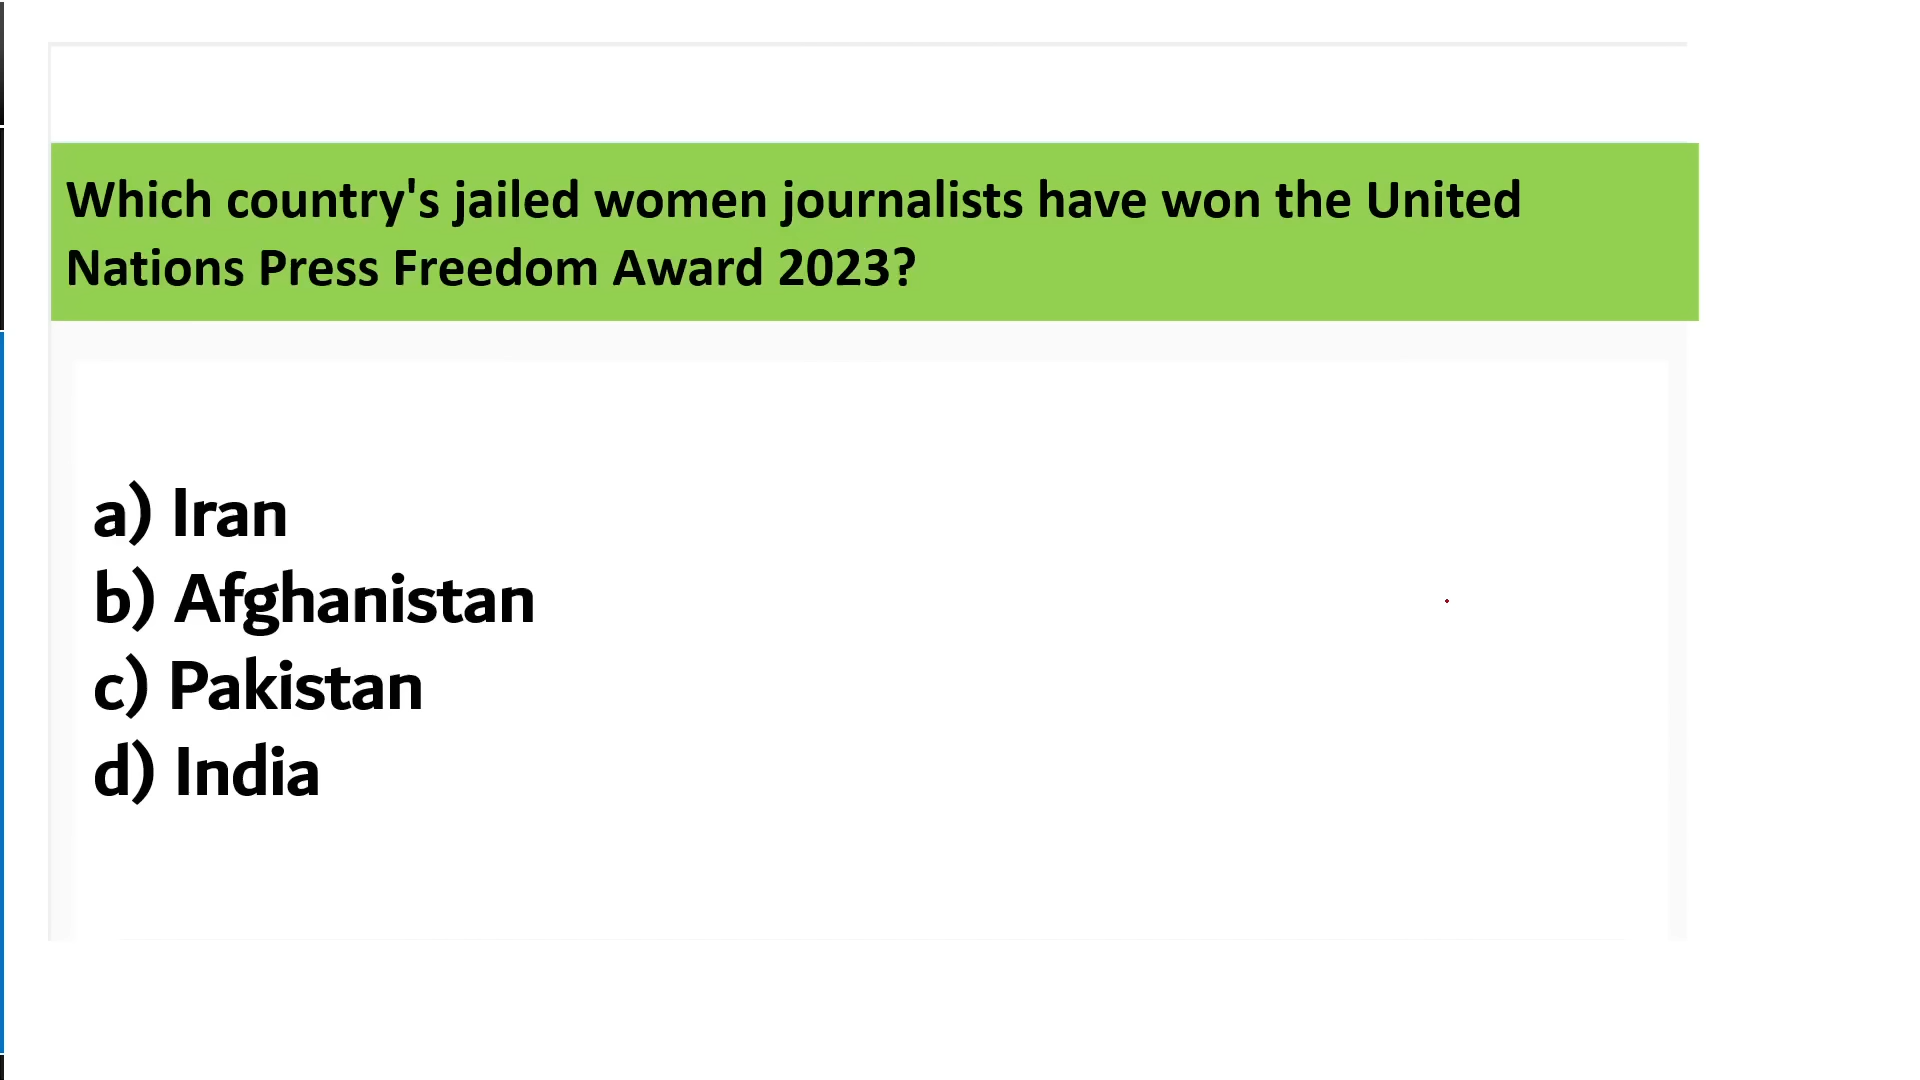 Which country's jailed women journalists have won the United
Nations Press Freedom Award 2023?
a) Iran
b) Afghanistan
c) Pakistan
d) India